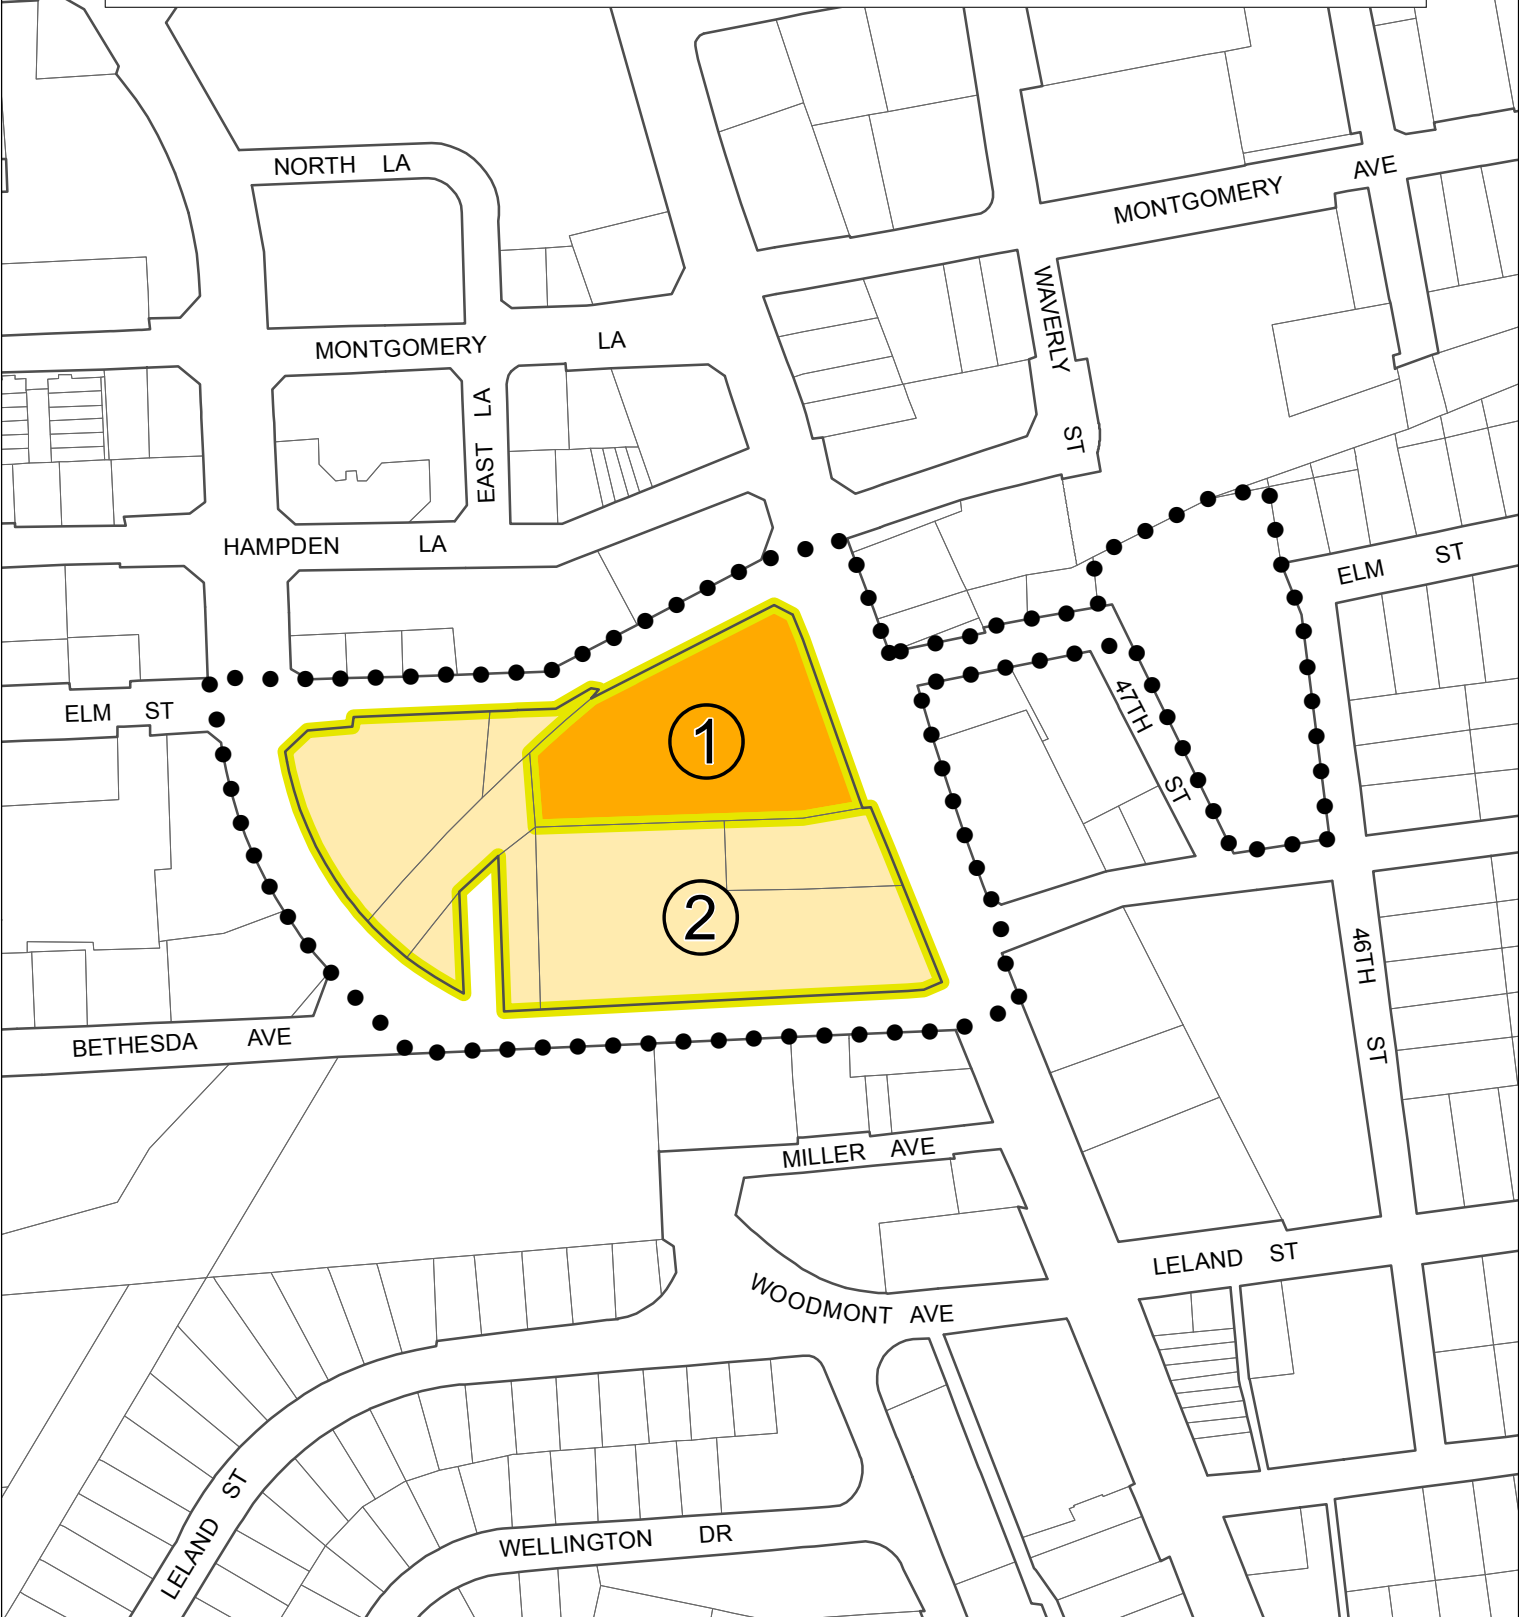 NORTH LA
MONTGOMERY AVE
WAVERLY ST
MONTGOMERY LA
EAST LA
HAMPDEN LA
ELM ST
ELM ST
47TH ST
1
2
46TH ST
BETHESDA AVE
MILLER AVE
LELAND ST
WOODMONT AVE
LELAND ST
WELLINGTON DR